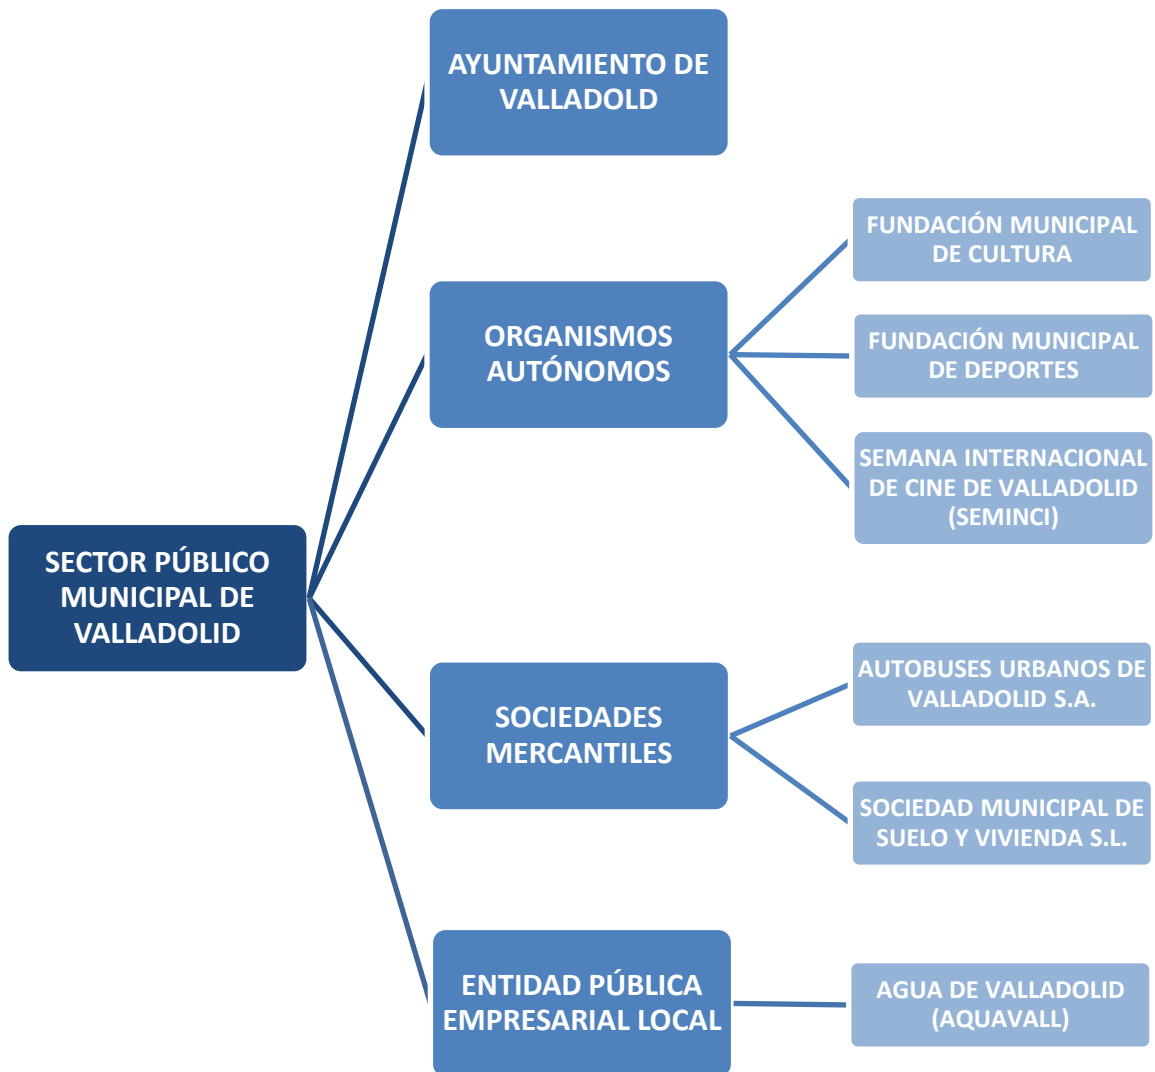 AYUNTAMIENTO DE
VALLADOLD
FUNDACIÓN MUNICIPAL
DE CULTURA
ORGANISMOS
AUTÓNOMOS
FUNDACIÓN MUNICIPAL
DE DEPORTES
SEMANA INTERNACIONAL
DE CINE DE VALLADOLID
(SEMINCI)
SECTOR PÚBLICO
MUNICIPAL DE
VALLADOLID
AUTOBUSES URBANOS DE
VALLADOLID S.A.
SOCIEDADES
MERCANTILES
SOCIEDAD MUNICIPAL DE
SUELO Y VIVIENDA S.L.
ENTIDAD PÚBLICA
EMPRESARIAL LOCAL
AGUA DE VALLADOLID
(AQUAVALL)